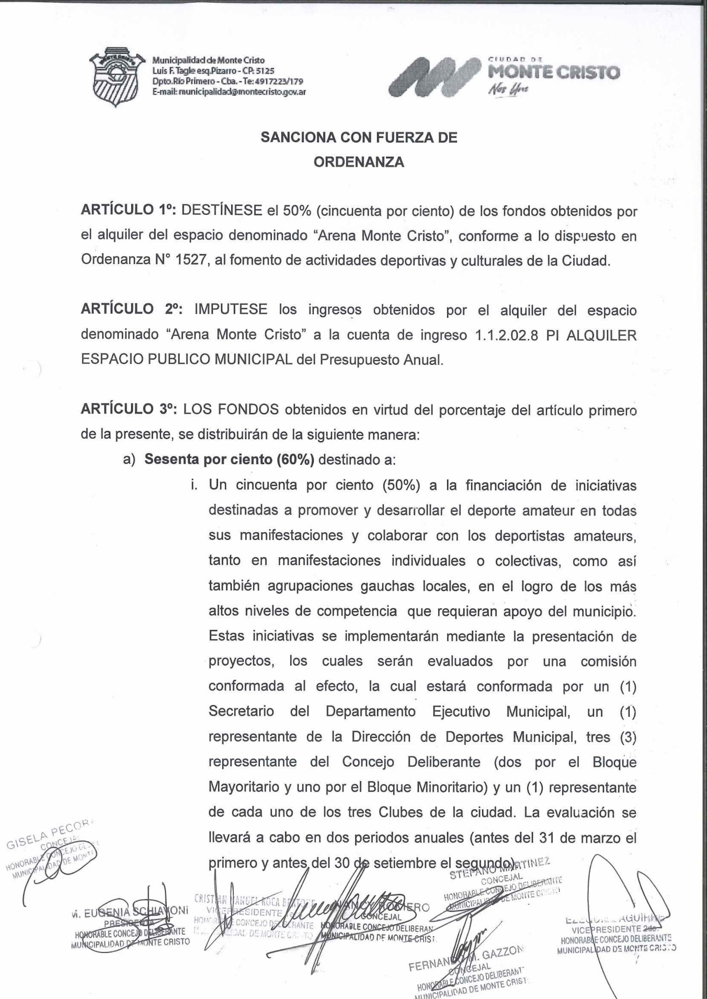 Municipalidad de Monte Cristo
Luis F. Tagle esq.Pizarro - CP: 5125
Dpto.Río Primero - Cba. - Te: 4917223/179
E-mail: municipalidad@montecristo.gov.ar
CIUDAD DE
MONTE CRISTO
Nos Une
SANCIONA CON FUERZA DE
ORDENANZA
ARTÍCULO 1º: DESTÍNESE el 50% (cincuenta por ciento) de los fondos obtenidos por
el alquiler del espacio denominado “Arena Monte Cristo”, conforme a lo dispuesto en
Ordenanza N° 1527, al fomento de actividades deportivas y culturales de la Ciudad.
ARTÍCULO 2º: IMPUTESE los ingresos obtenidos por el alquiler del espacio
denominado “Arena Monte Cristo” a la cuenta de ingreso 1.1.2.02.8 PI ALQUILER
ESPACIO PUBLICO MUNICIPAL del Presupuesto Anual.
ARTÍCULO 3º: LOS FONDOS obtenidos en virtud del porcentaje del artículo primero
de la presente, se distribuirán de la siguiente manera:
a) Sesenta por ciento (60%) destinado a:
i. Un cincuenta por ciento (50%) a la financiación de iniciativas
destinadas a promover y desarrollar el deporte amateur en todas
sus manifestaciones y colaborar con los deportistas amateurs,
tanto en manifestaciones individuales o colectivas, como así
también agrupaciones gauchas locales, en el logro de los más
altos niveles de competencia que requieran apoyo del municipio.
Estas iniciativas se implementarán mediante la presentación de
proyectos, los cuales serán evaluados por una comisión
conformada al efecto, la cual estará conformada por un (1)
Secretario del Departamento Ejecutivo Municipal, un (1)
representante de la Dirección de Deportes Municipal, tres (3)
representante del Concejo Deliberante (dos por el Bloque
Mayoritario y uno por el Bloque Minoritario) y un (1) representante
de cada uno de los tres Clubes de la ciudad. La evaluación se
llevará a cabo en dos periodos anuales (antes del 31 de marzo el
primero y antes del 30 de setiembre el segundo).
GISELA PECOR
CONCEJA
HONORABLE CONCEJO DE
MUNICIPALIDAD DE MONTE
M. EUGENIA SCHIAVONI
PRESIDENTA
HONORABLE CONCEJO DELIBERANTE
MUNICIPALIDAD DE MONTE CRISTO
CRISTIAN MANUEL ROCA
VICEPRESIDENTE
CONCEJO DELIBERANTE
DAD DE MONTE
NANCY ROMERO
CONCEJAL
HONORABLE CONCEJO DELIBERAN
MUNICIPALIDAD DE MONTE CRIST
STEFANO MARTINEZ
CONCEJAL
HONORABLE CONCEJO DELIBERANTE
MUNICIPALIDAD DE MONTE CRISTO
FERNANDO M. GAZZON
CONCEJAL
HONORABLE CONCEJO DELIBERANT
MUNICIPALIDAD DE MONTE CRIST
EZEQUIEL AGUIRRE
VICEPRESIDENTE 2do.
HONORABLE CONCEJO DELIBERANTE
MUNICIPALIDAD DE MONTE CRISTO